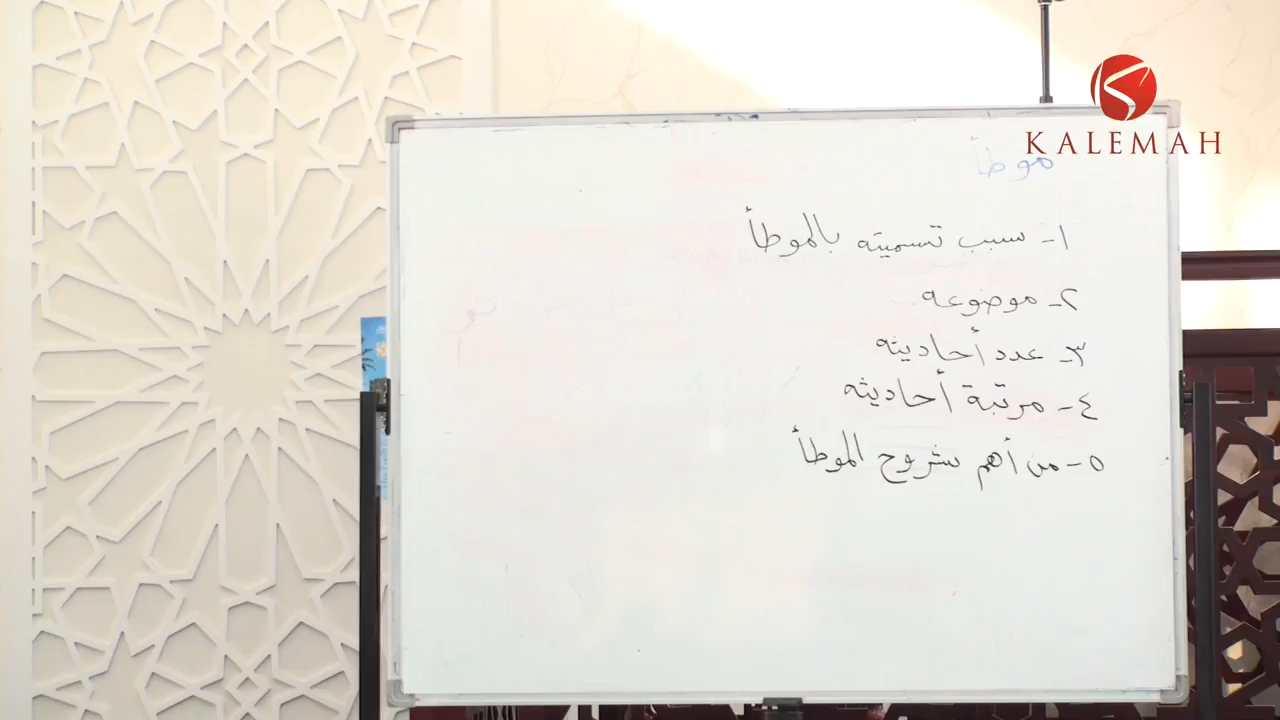 KALEMAH
موطأ
١- سبب تسميته بالموطأ
٢- موضوعه
٣- عدد أحاديثه
٤- مرتبة أحاديثه
٥- من أهم شروح الموطأ